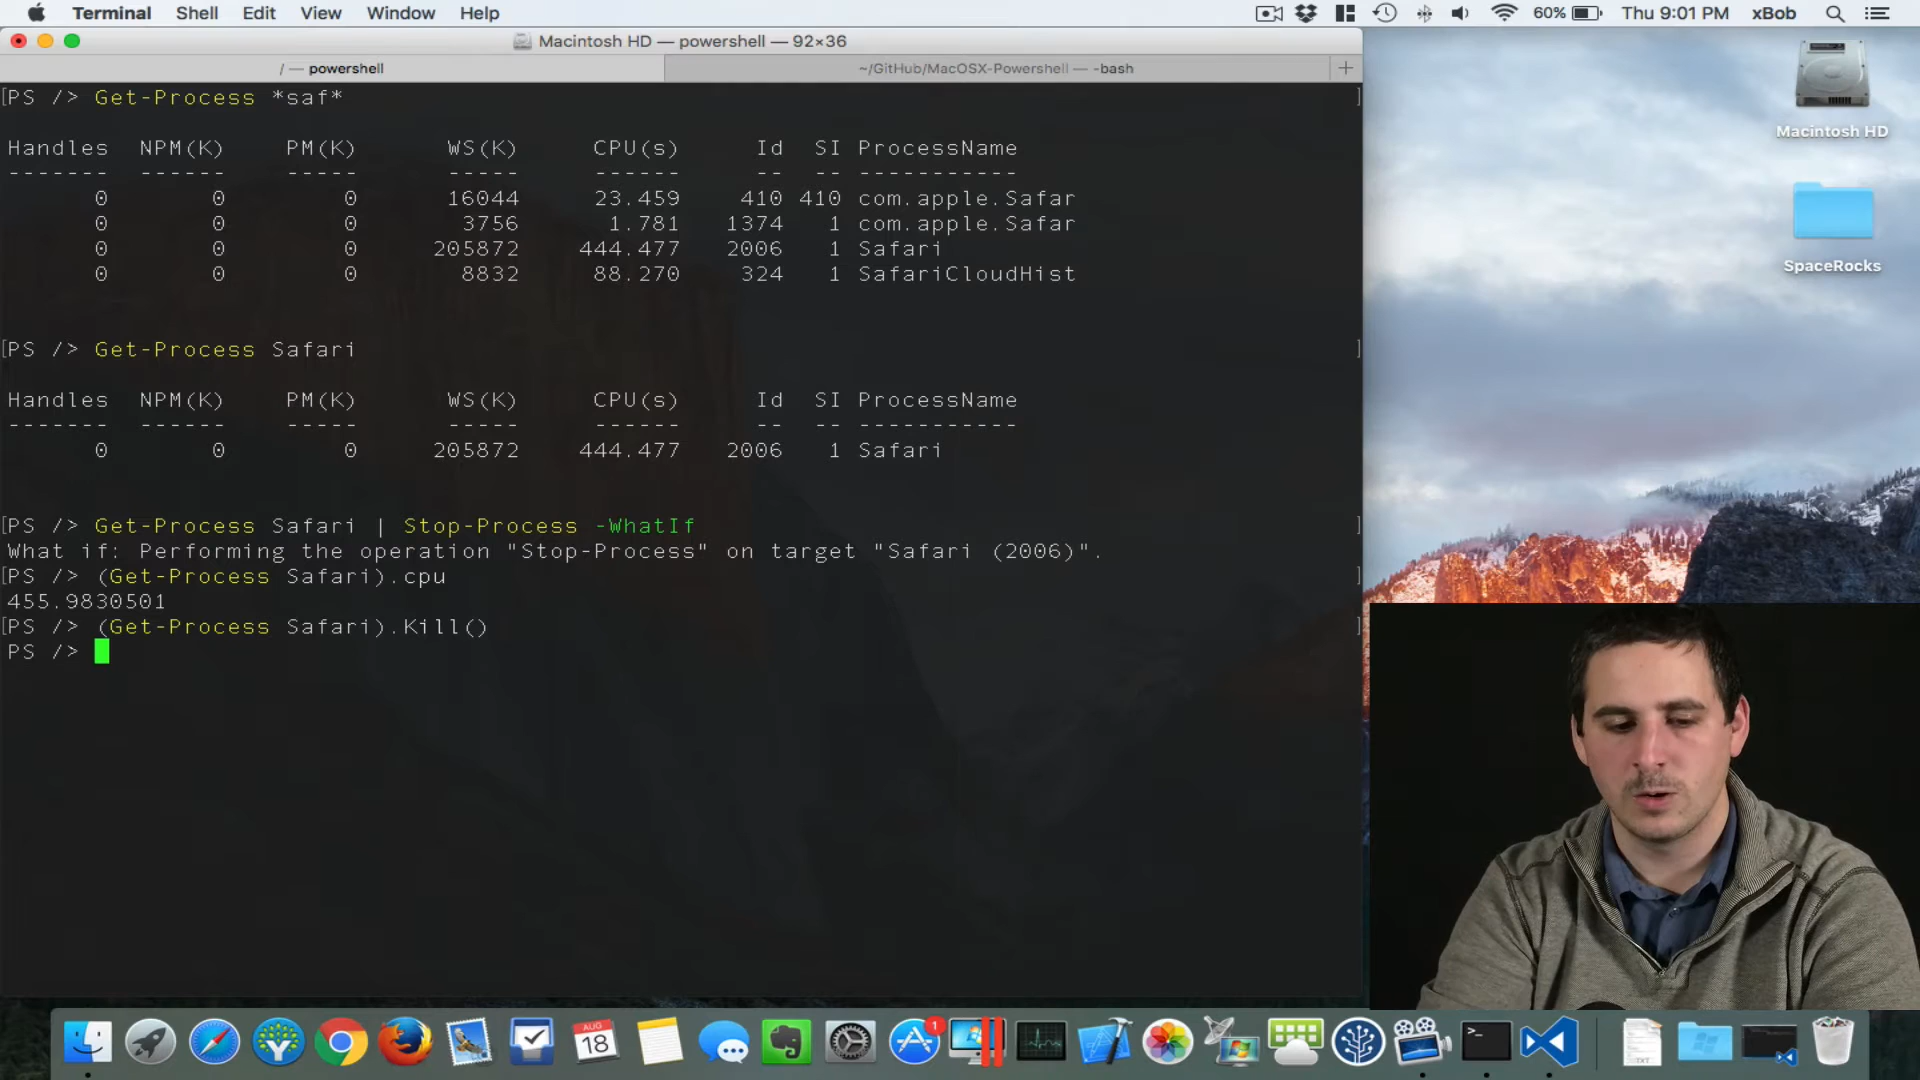 Terminal Shell Edit View Window Help 60% Thu 9:01 PM xBob
Macintosh HD — powershell — 92×36
/ — powershell ~/GitHub/MacOSX-Powershell — -bash +
[PS /> Get-Process *saf* ]
Handles NPM(K) PM(K) WS(K) CPU(s) Id SI ProcessName
------- ------ ----- ----- ------ -- -- -----------
0 0 0 16044 23.459 410 410 com.apple.Safar
0 0 0 3756 1.781 1374 1 com.apple.Safar
0 0 0 205872 444.477 2006 1 Safari
0 0 0 8832 88.270 324 1 SafariCloudHist
[PS /> Get-Process Safari ]
Handles NPM(K) PM(K) WS(K) CPU(s) Id SI ProcessName
------- ------ ----- ----- ------ -- -- -----------
0 0 0 205872 444.477 2006 1 Safari
[PS /> Get-Process Safari | Stop-Process -WhatIf ]
What if: Performing the operation "Stop-Process" on target "Safari (2006)".
[PS /> (Get-Process Safari).cpu ]
455.9830501
[PS /> (Get-Process Safari).Kill() ]
PS />
Macintosh HD
SpaceRocks
AUG
18
1
>_
TXT